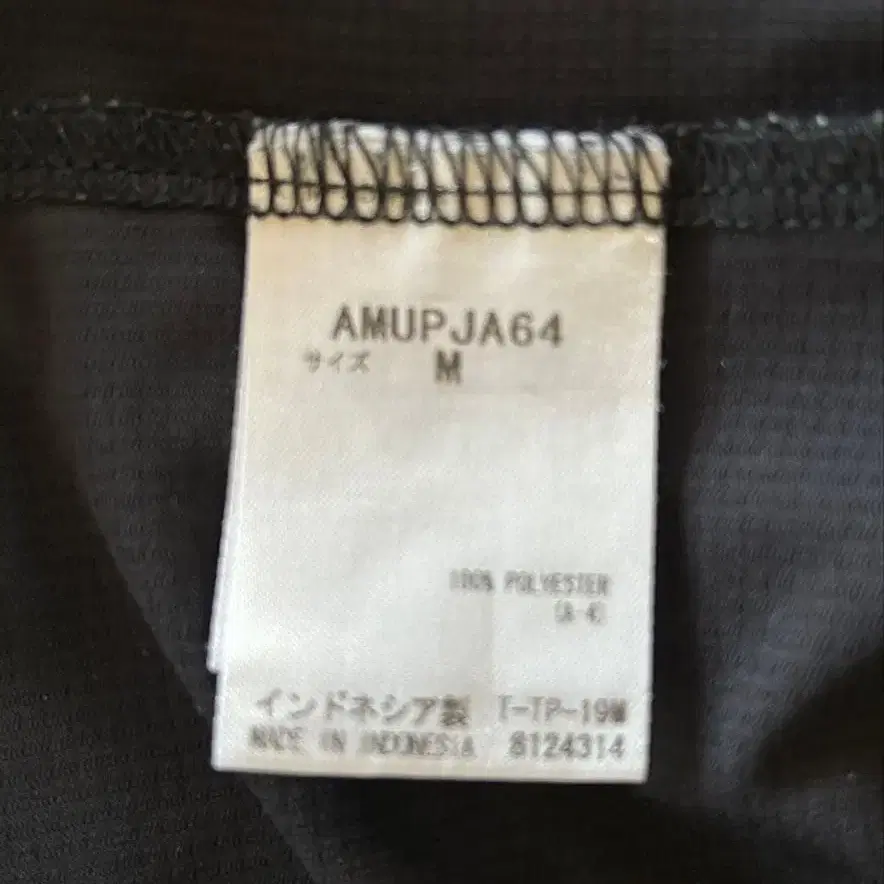 AMUPJA64
サイズ M
100% POLYESTER
(A-4)
インドネシア製 T-TP-19W
MADE IN INDONESIA 8124314